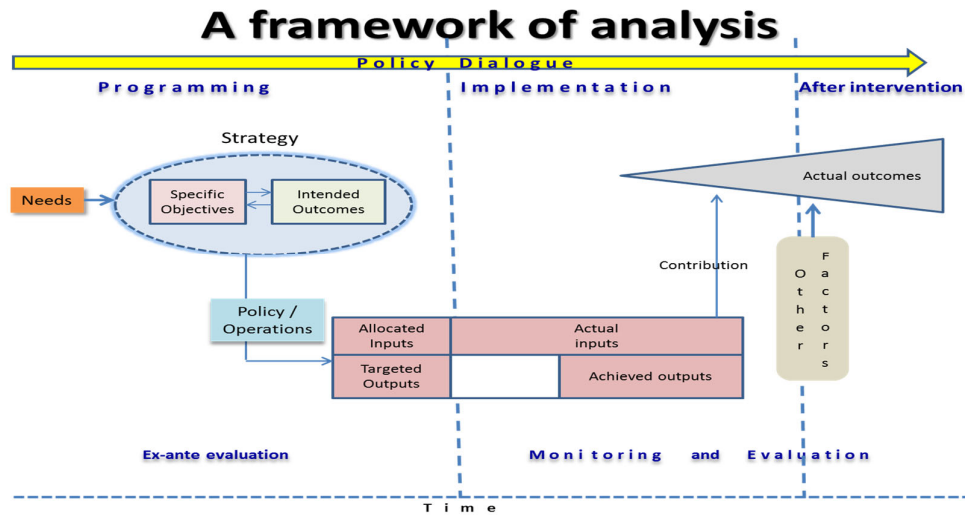 A framework of analysis
Policy Dialogue
Programming
Implementation
After intervention
Strategy
Needs
Specific
Objectives
Intended
Outcomes
Actual outcomes
Contribution
Other
Factors
Policy /
Operations
Allocated
Inputs
Actual
inputs
Targeted
Outputs
Achieved outputs
Ex-ante evaluation
Monitoring and Evaluation
Time